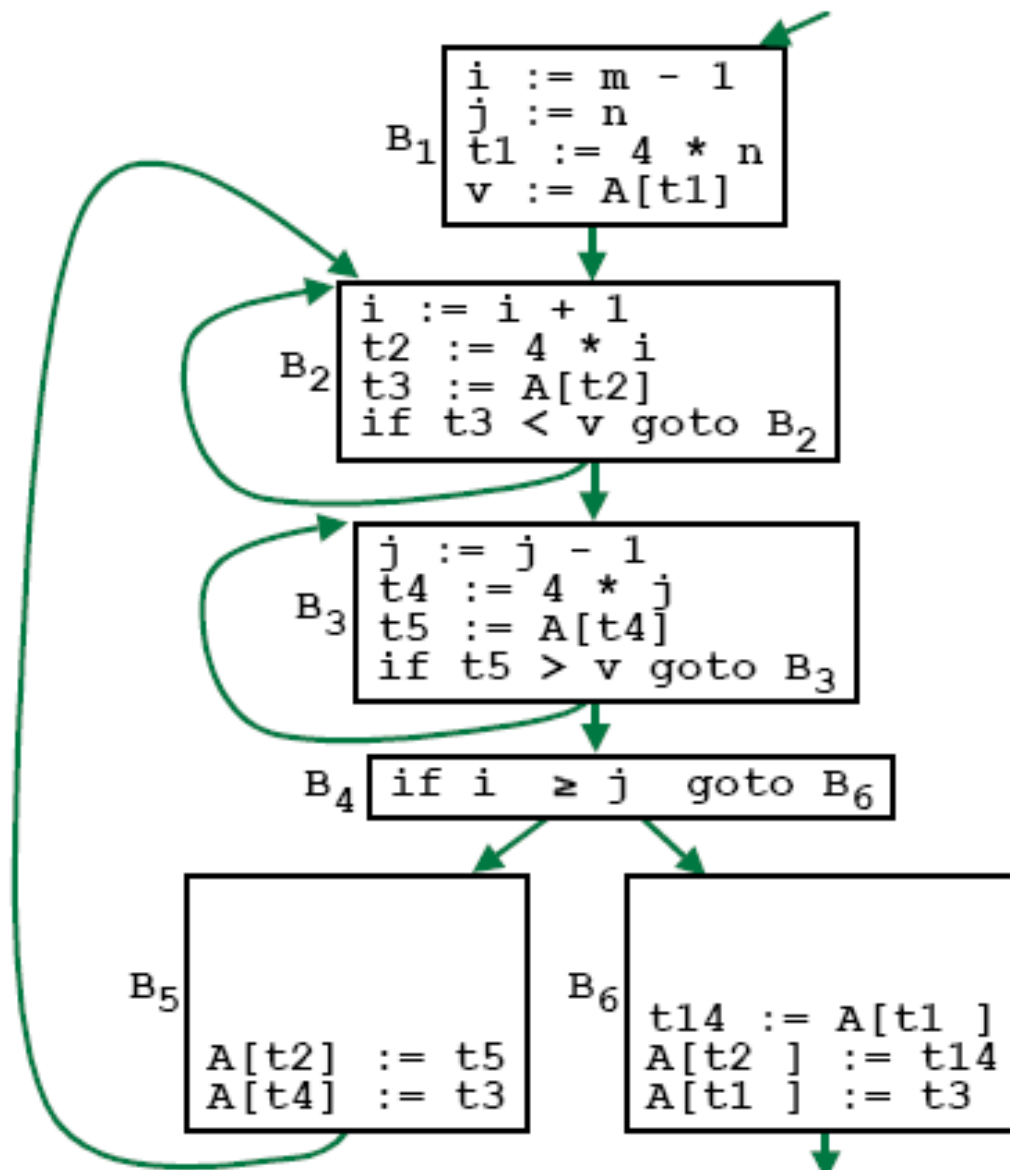 B1
i := m - 1
j := n
t1 := 4 * n
v := A[t1]
B2
i := i + 1
t2 := 4 * i
t3 := A[t2]
if t3 < v goto B2
B3
j := j - 1
t4 := 4 * j
t5 := A[t4]
if t5 > v goto B3
B4
if i ≥ j goto B6
B5
A[t2] := t5
A[t4] := t3
B6
t14 := A[t1 ]
A[t2 ] := t14
A[t1 ] := t3